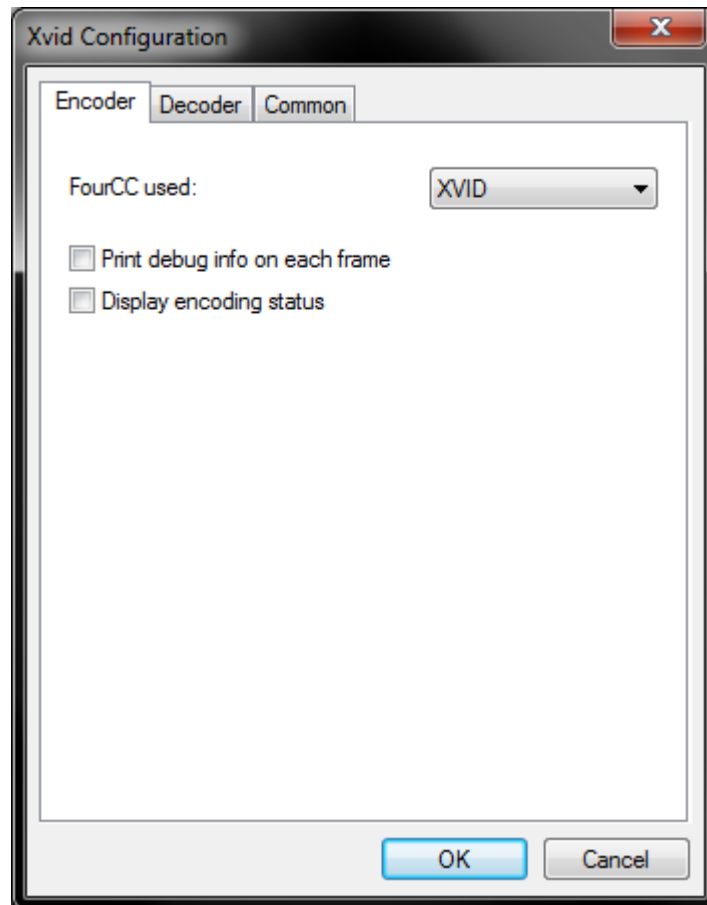 Xvid Configuration
Encoder Decoder Common
FourCC used: XVID
Print debug info on each frame
Display encoding status
OK Cancel